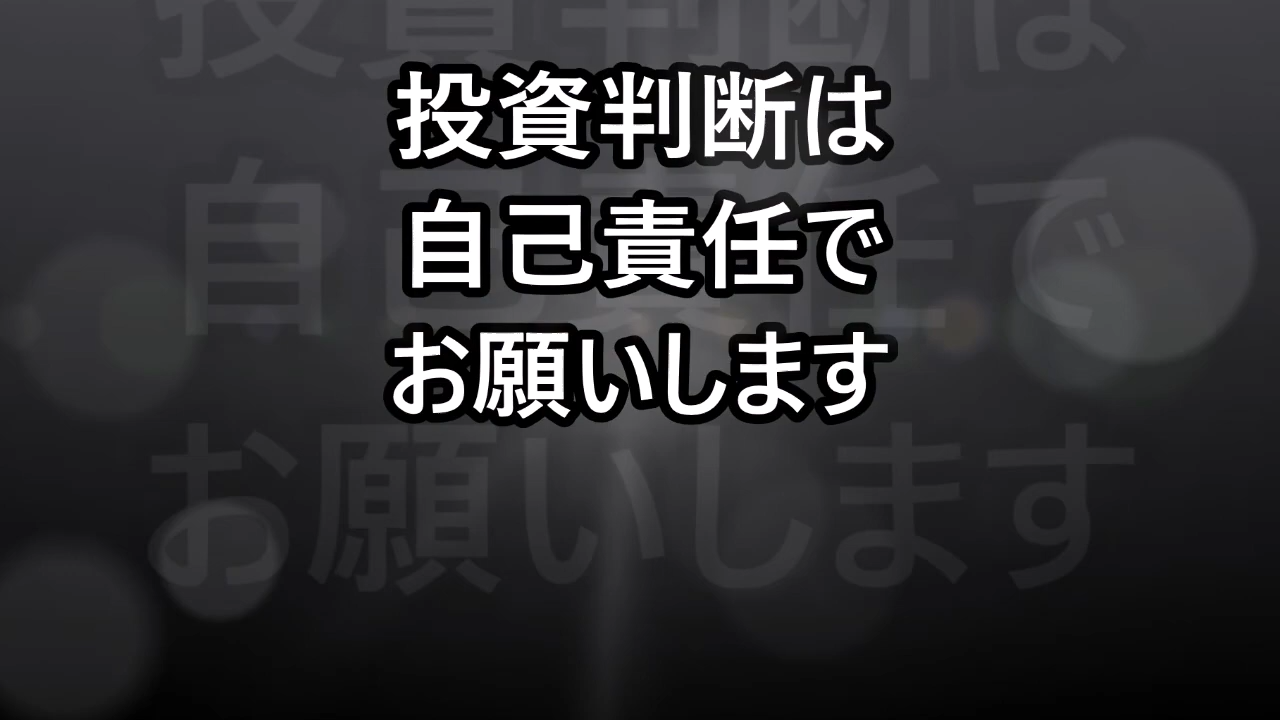 投資判断は
自己責任で
お願いします